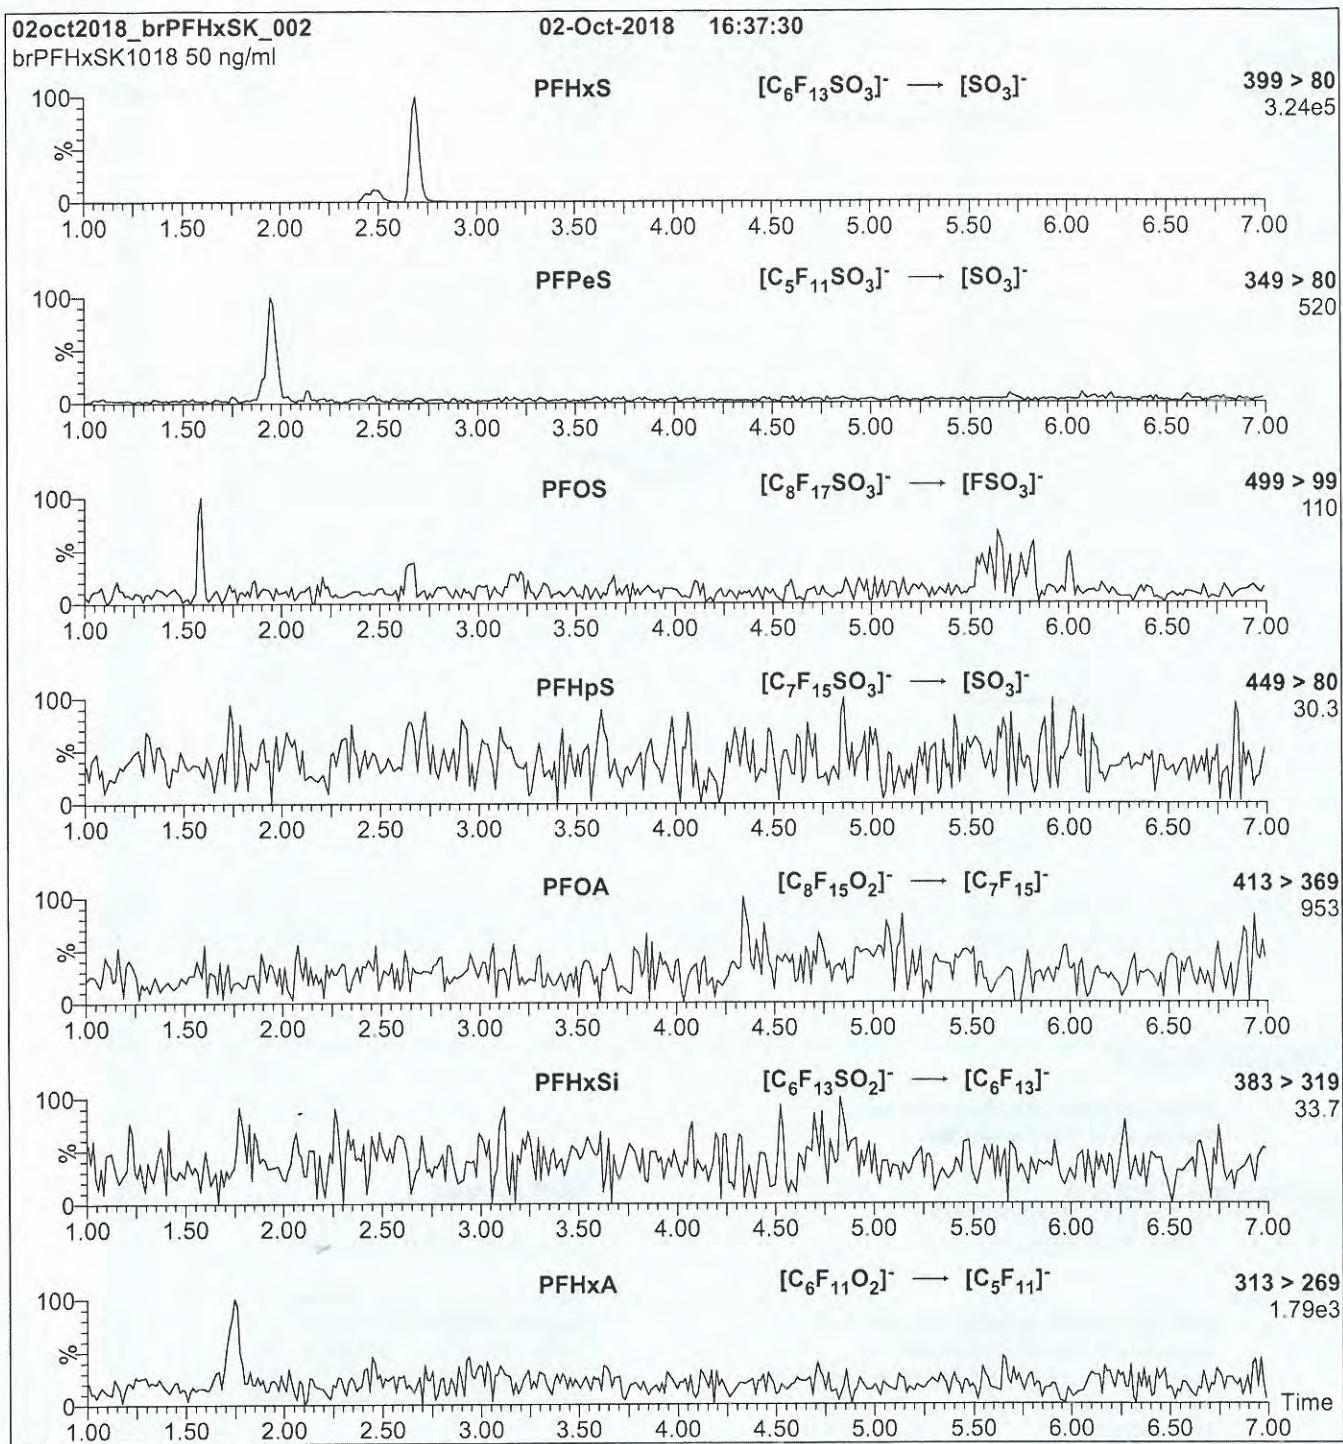 02oct2018_brPFHxSK_002 02-Oct-2018 16:37:30
brPFHxSK1018 50 ng/ml
PFHxS [C₆F₁₃SO₃]⁻ → [SO₃]⁻ 399 > 80
3.24e5
100
%
0
1.00 1.50 2.00 2.50 3.00 3.50 4.00 4.50 5.00 5.50 6.00 6.50 7.00
PFPeS [C₅F₁₁SO₃]⁻ → [SO₃]⁻ 349 > 80
520
100
%
0
1.00 1.50 2.00 2.50 3.00 3.50 4.00 4.50 5.00 5.50 6.00 6.50 7.00
PFOS [C₈F₁₇SO₃]⁻ → [FSO₃]⁻ 499 > 99
110
100
%
0
1.00 1.50 2.00 2.50 3.00 3.50 4.00 4.50 5.00 5.50 6.00 6.50 7.00
PFHpS [C₇F₁₅SO₃]⁻ → [SO₃]⁻ 449 > 80
30.3
100
%
0
1.00 1.50 2.00 2.50 3.00 3.50 4.00 4.50 5.00 5.50 6.00 6.50 7.00
PFOA [C₈F₁₅O₂]⁻ → [C₇F₁₅]⁻ 413 > 369
953
100
%
0
1.00 1.50 2.00 2.50 3.00 3.50 4.00 4.50 5.00 5.50 6.00 6.50 7.00
PFHxSi [C₆F₁₃SO₂]⁻ → [C₆F₁₃]⁻ 383 > 319
33.7
100
%
0
1.00 1.50 2.00 2.50 3.00 3.50 4.00 4.50 5.00 5.50 6.00 6.50 7.00
PFHxA [C₆F₁₁O₂]⁻ → [C₅F₁₁]⁻ 313 > 269
1.79e3
100
%
0 Time
1.00 1.50 2.00 2.50 3.00 3.50 4.00 4.50 5.00 5.50 6.00 6.50 7.00